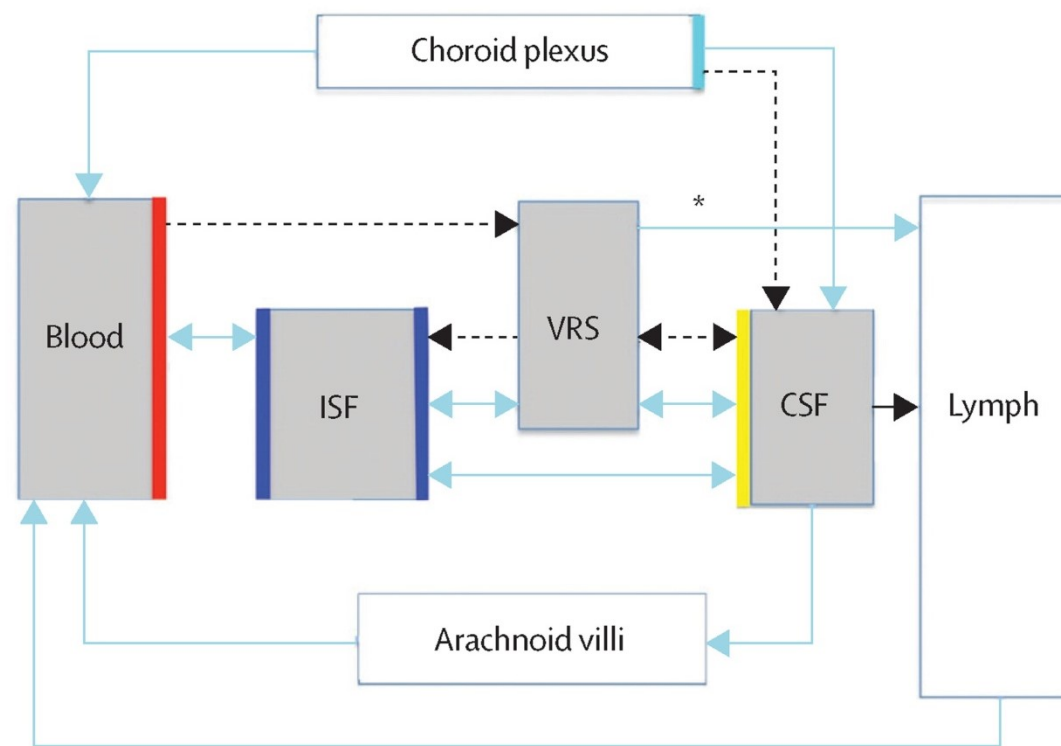 Choroid plexus
*
Blood
VRS
ISF
CSF
Lymph
Arachnoid villi